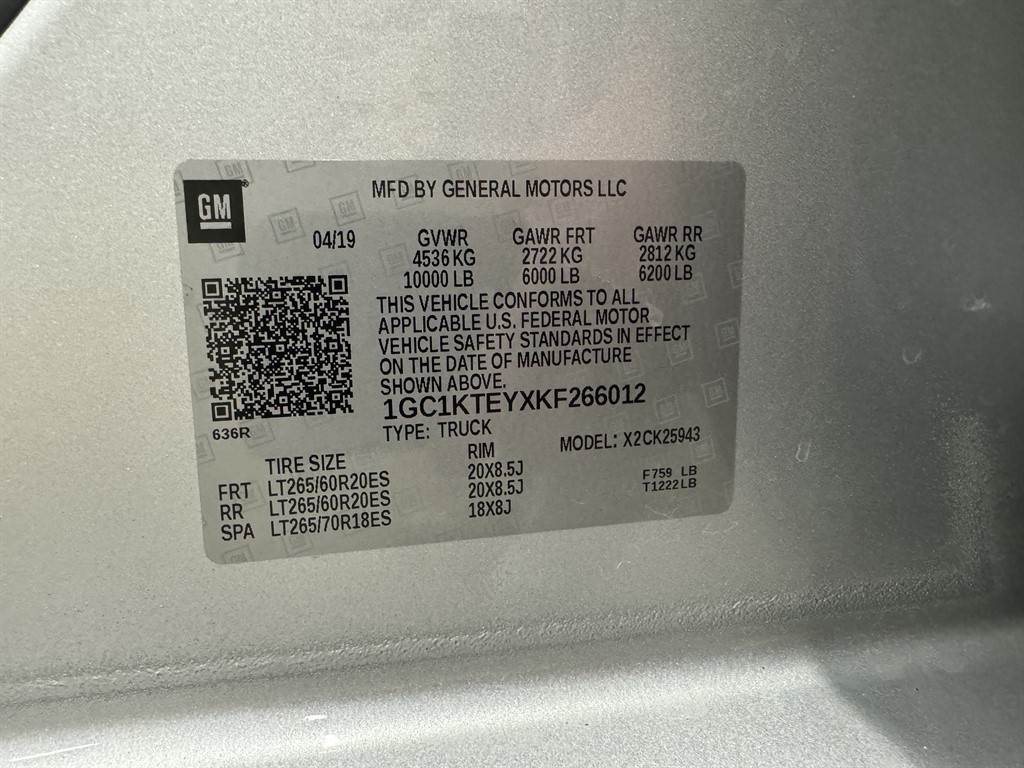 GM
MFD BY GENERAL MOTORS LLC
04/19 GVWR GAWR FRT GAWR RR
4536 KG 2722 KG 2812 KG
10000 LB 6000 LB 6200 LB
THIS VEHICLE CONFORMS TO ALL
APPLICABLE U.S. FEDERAL MOTOR
VEHICLE SAFETY STANDARDS IN EFFECT
ON THE DATE OF MANUFACTURE
SHOWN ABOVE.
1GC1KTEYXKF266012
636R
TYPE: TRUCK MODEL: X2CK25943
TIRE SIZE RIM
FRT LT265/60R20ES 20X8.5J
RR LT265/60R20ES 20X8.5J
SPA LT265/70R18ES 18X8J
F759 LB
T1222LB